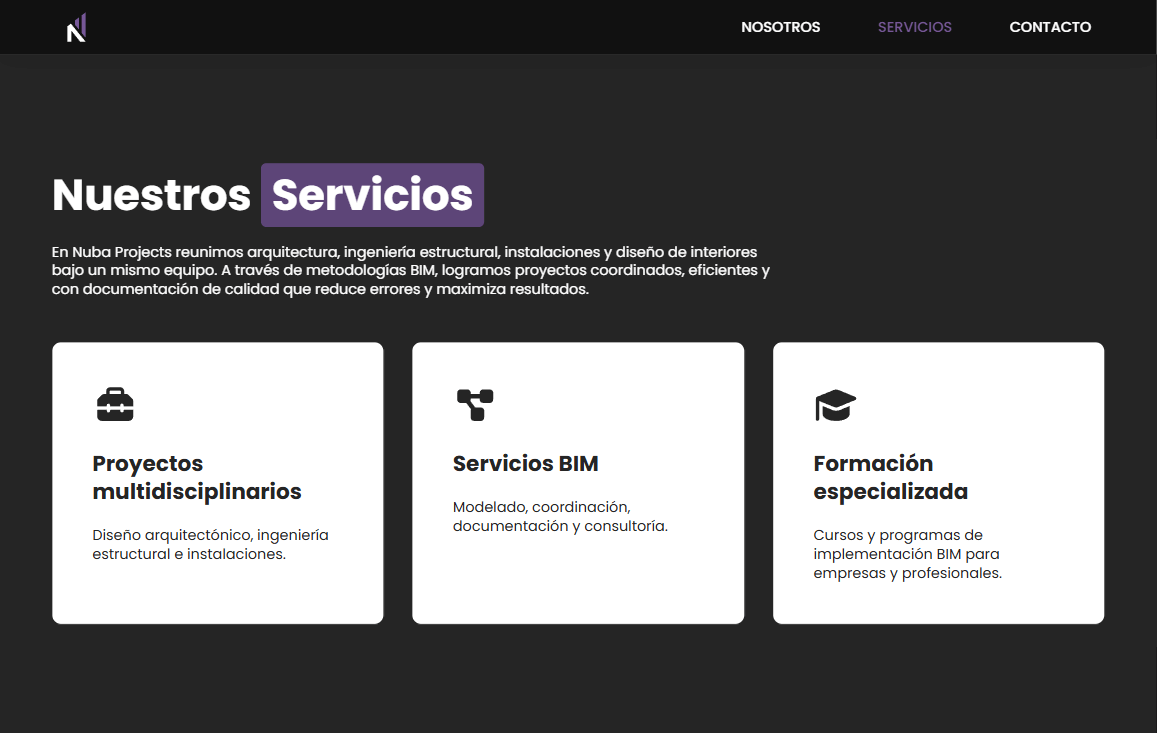 NOSOTROS SERVICIOS CONTACTO
Nuestros Servicios
En Nuba Projects reunimos arquitectura, ingeniería estructural, instalaciones y diseño de interiores
bajo un mismo equipo. A través de metodologías BIM, logramos proyectos coordinados, eficientes y
con documentación de calidad que reduce errores y maximiza resultados.
Proyectos
multidisciplinarios
Diseño arquitectónico, ingeniería
estructural e instalaciones.
Servicios BIM
Modelado, coordinación,
documentación y consultoría.
Formación
especializada
Cursos y programas de
implementación BIM para
empresas y profesionales.